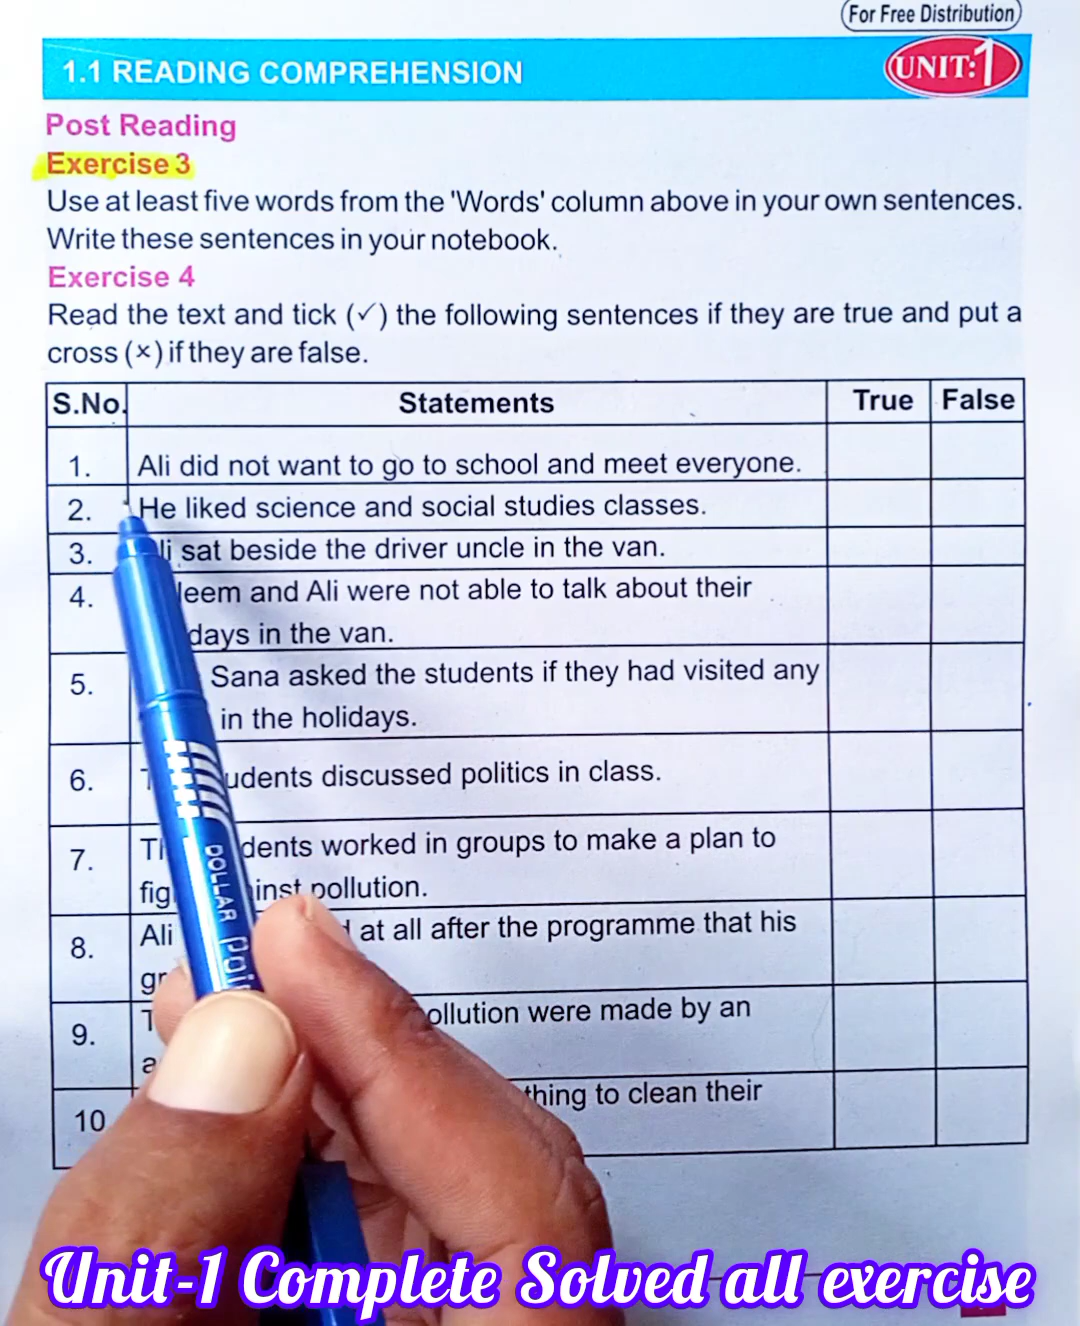 (For Free Distribution)
1.1 READING COMPREHENSION
UNIT:1
Post Reading
Exercise 3
Use at least five words from the 'Words' column above in your own sentences.
Write these sentences in your notebook.
Exercise 4
Read the text and tick (✓) the following sentences if they are true and put a
cross (×) if they are false.
S.No. Statements True False
1. Ali did not want to go to school and meet everyone.
2. He liked science and social studies classes.
3. sat beside the driver uncle in the van.
4. and Ali were not able to talk about their
days in the van.
5. Sana asked the students if they had visited any
in the holidays.
6. discussed politics in class.
7. worked in groups to make a plan to
pollution.
8. Ali at all after the programme that his
9. were made by an
10 to clean their
DOLLAR
Unit-1 Complete Solved all exercise